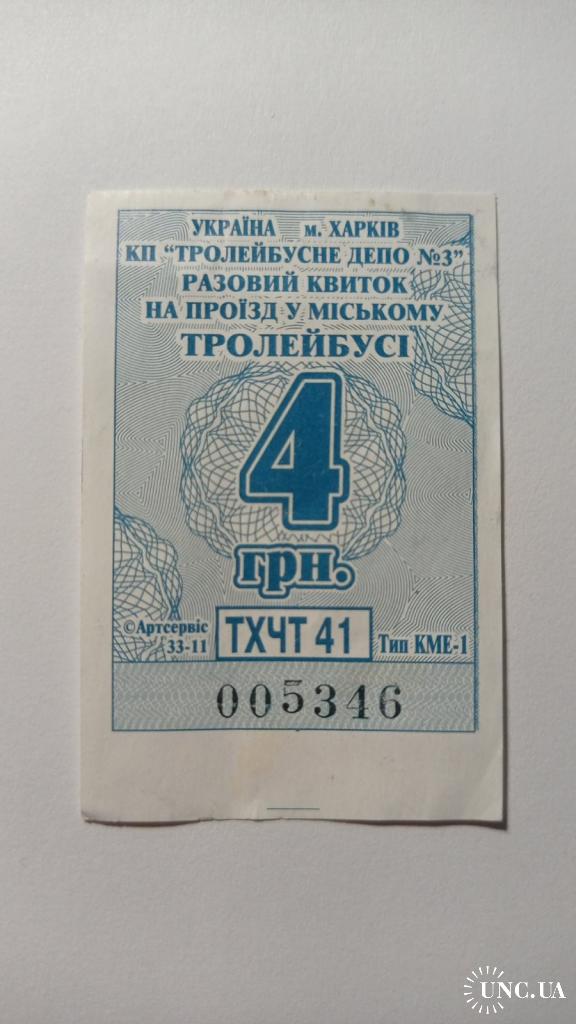 УКРАЇНА м. ХАРКІВ
КП “ТРОЛЕЙБУСНЕ ДЕПО №3”
РАЗОВИЙ КВИТОК
НА ПРОЇЗД У МІСЬКОМУ
ТРОЛЕЙБУСІ
4
грн.
©Артсервіс
33-11
ТХЧТ 41
Тип КМЕ-1
005346
UNC.UA